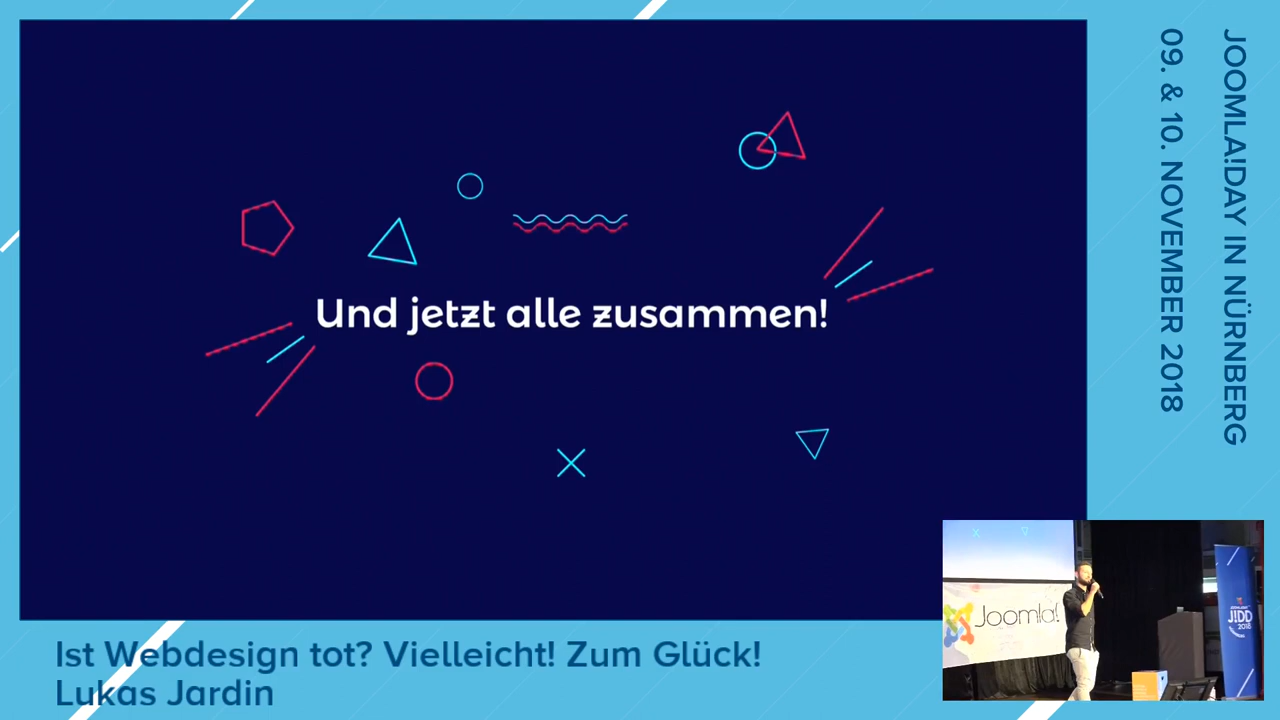 Und jetzt alle zusammen!
JOOMLA!DAY IN NÜRNBERG
09. & 10. NOVEMBER 2018
Ist Webdesign tot? Vielleicht! Zum Glück!
Lukas Jardin
Joomla!
J!DD
2018